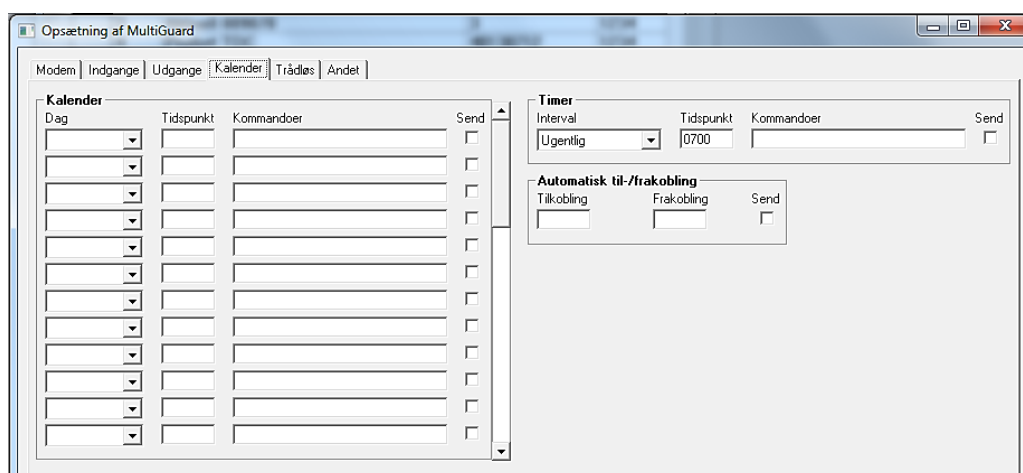 Opsætning af MultiGuard
Modem Indgange Udgange Kalender Trådløs Andet
Kalender
Dag Tidspunkt Kommandoer Send
Timer
Interval Tidspunkt Kommandoer Send
Ugentlig 0700
Automatisk til-/frakobling
Tilkobling Frakobling Send